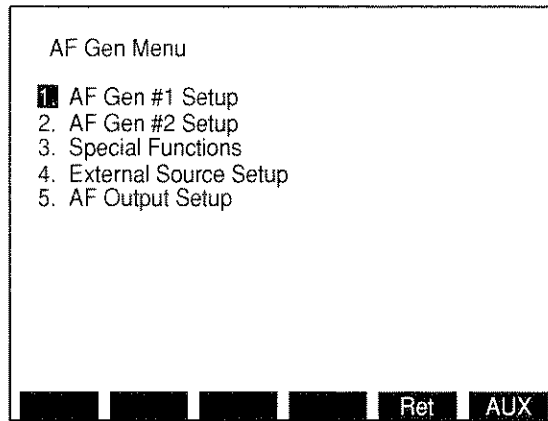 AF Gen Menu
1. AF Gen #1 Setup
2. AF Gen #2 Setup
3. Special Functions
4. External Source Setup
5. AF Output Setup
Ret AUX